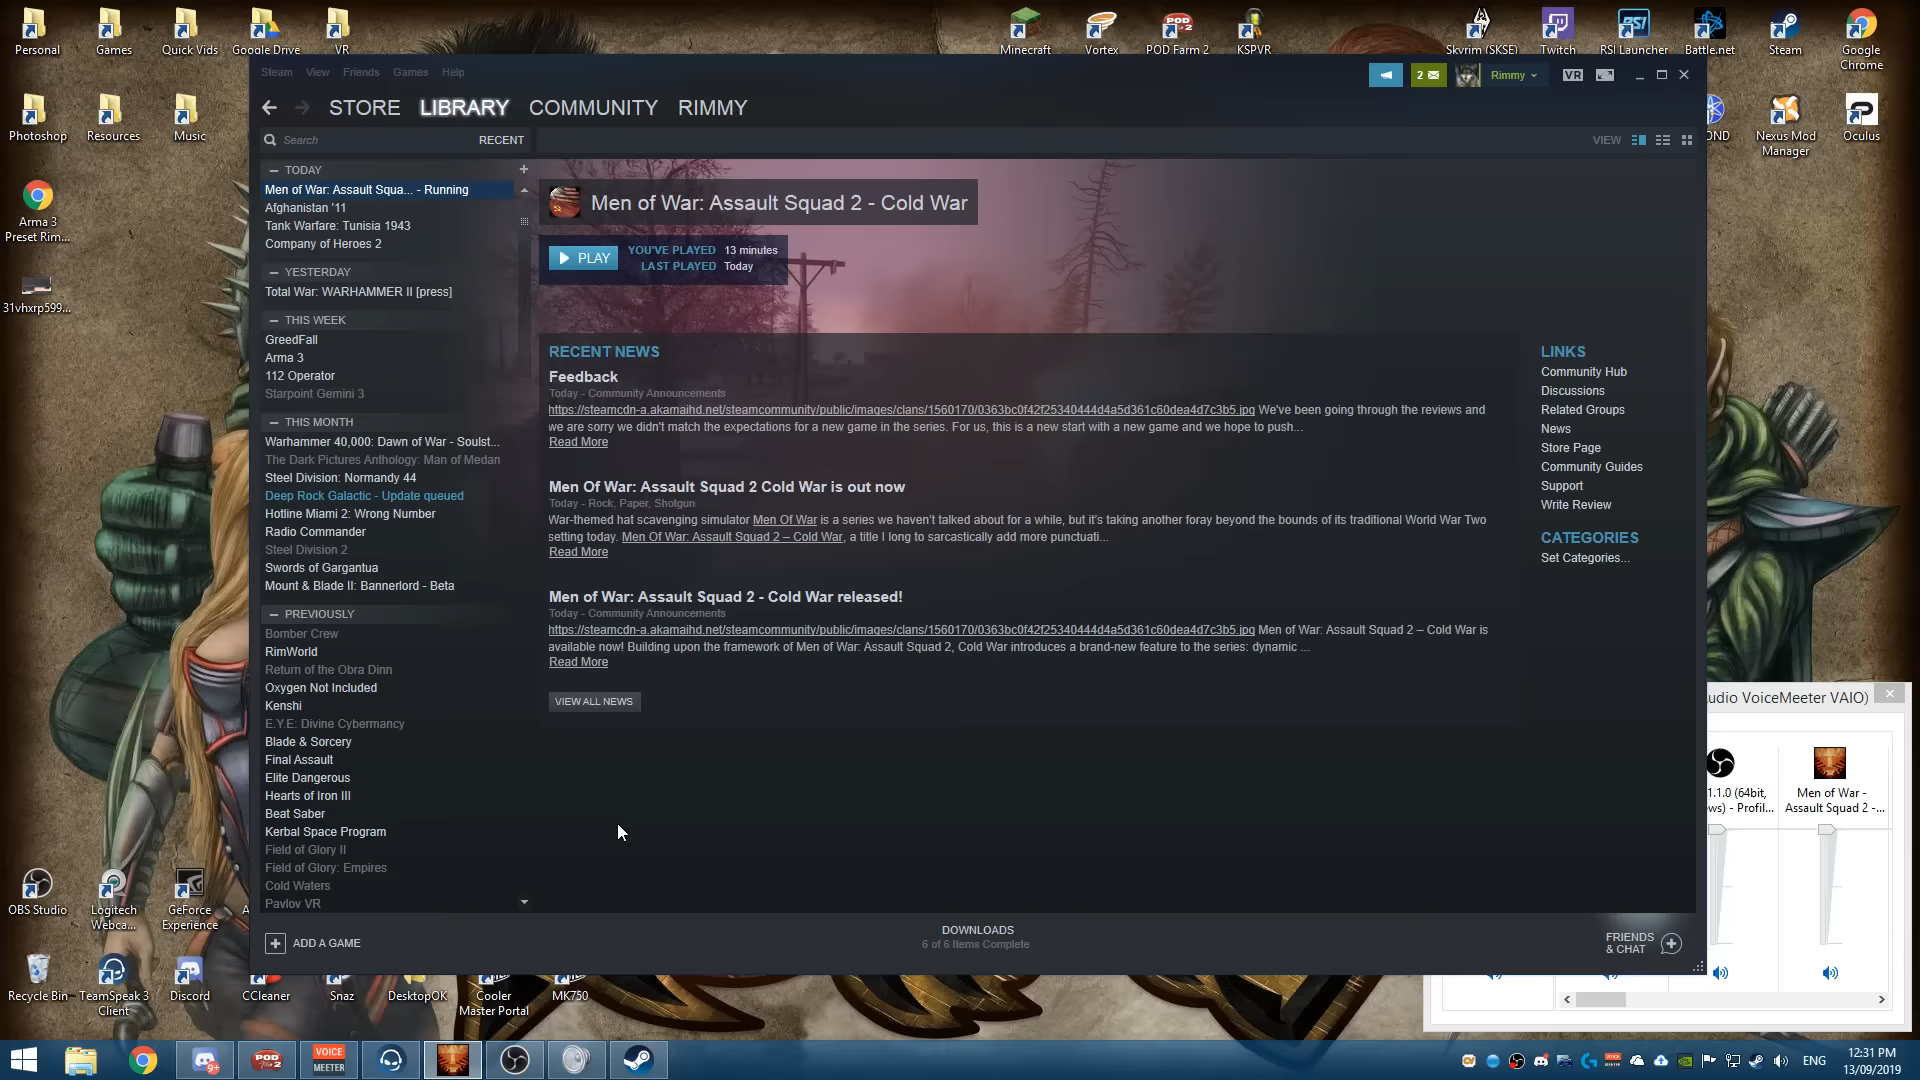 Personal
Games
Quick Vids
Google Drive
VR
Minecraft
Vortex
POD Farm 2
KSPVR
Skyrim (SKSE)
Twitch
RSI Launcher
Battle.net
Steam
Google Chrome
Photoshop
Resources
Music
Nexus Mod Manager
Oculus
Arma 3 Preset Rim...
31vhxrp599...
Steam View Friends Games Help
2
Rimmy
VR
STORE LIBRARY COMMUNITY RIMMY
Search
RECENT
VIEW
TODAY
Men of War: Assault Squa... - Running
Afghanistan '11
Tank Warfare: Tunisia 1943
Company of Heroes 2
YESTERDAY
Total War: WARHAMMER II [press]
THIS WEEK
GreedFall
Arma 3
112 Operator
Starpoint Gemini 3
THIS MONTH
Warhammer 40,000: Dawn of War - Soulst...
The Dark Pictures Anthology: Man of Medan
Steel Division: Normandy 44
Deep Rock Galactic - Update queued
Hotline Miami 2: Wrong Number
Radio Commander
Steel Division 2
Swords of Gargantua
Mount & Blade II: Bannerlord - Beta
PREVIOUSLY
Bomber Crew
RimWorld
Return of the Obra Dinn
Oxygen Not Included
Kenshi
E.Y.E: Divine Cybermancy
Blade & Sorcery
Final Assault
Elite Dangerous
Hearts of Iron III
Beat Saber
Kerbal Space Program
Field of Glory II
Field of Glory: Empires
Cold Waters
Pavlov VR
ADD A GAME
Men of War: Assault Squad 2 - Cold War
PLAY
YOU'VE PLAYED 13 minutes
LAST PLAYED Today
RECENT NEWS
Feedback
Today - Community Announcements
https://steamcdn-a.akamaihd.net/steamcommunity/public/images/clans/1560170/0363bc0f42f25340444d4a5d361c60dea4d7c3b5.jpg We've been going through the reviews and
we are sorry we didn't match the expectations for a new game in the series. For us, this is a new start with a new game and we hope to push...
Read More
Men Of War: Assault Squad 2 Cold War is out now
Today - Rock, Paper, Shotgun
War-themed hat scavenging simulator Men Of War is a series we haven't talked about for a while, but it's taking another foray beyond the bounds of its traditional World War Two
setting today. Men Of War: Assault Squad 2 – Cold War, a title I long to sarcastically add more punctuati...
Read More
Men of War: Assault Squad 2 - Cold War released!
Today - Community Announcements
https://steamcdn-a.akamaihd.net/steamcommunity/public/images/clans/1560170/0363bc0f42f25340444d4a5d361c60dea4d7c3b5.jpg Men of War: Assault Squad 2 – Cold War is
available now! Building upon the framework of Men of War: Assault Squad 2, Cold War introduces a brand-new feature to the series: dynamic ...
Read More
VIEW ALL NEWS
LINKS
Community Hub
Discussions
Related Groups
News
Store Page
Community Guides
Support
Write Review
CATEGORIES
Set Categories...
DOWNLOADS
6 of 6 Items Complete
FRIENDS
& CHAT
VoiceMeeter VAIO)
1.1.0 (64bit,
- Profil...
Men of War -
Assault Squad 2 -...
OBS Studio
Logitech Webca...
GeForce Experience
Recycle Bin
TeamSpeak 3 Client
Discord
CCleaner
Snaz
DesktopOK
Cooler Master Portal
MK750
9+
POD
2
VOICE
MEETER
ENG
12:31 PM
13/09/2019